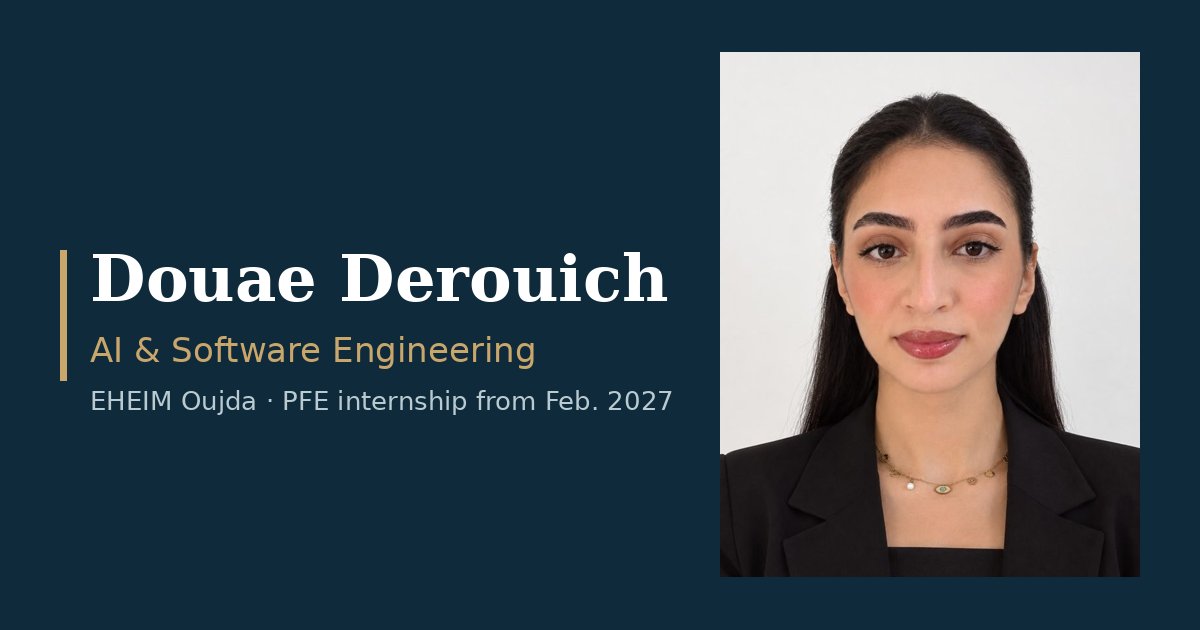 Douae Derouich
AI & Software Engineering
EHEIM Oujda · PFE internship from Feb. 2027